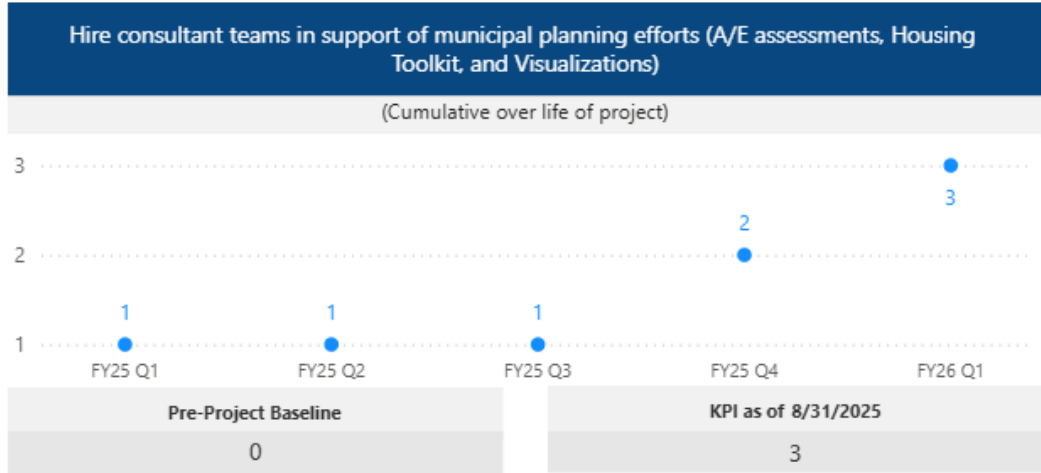 Hire consultant teams in support of municipal planning efforts (A/E assessments, Housing
Toolkit, and Visualizations)
(Cumulative over life of project)
3
3
2
2
1
1
1
1
FY25 Q1
FY25 Q2
FY25 Q3
FY25 Q4
FY26 Q1
Pre-Project Baseline
KPI as of 8/31/2025
0
3